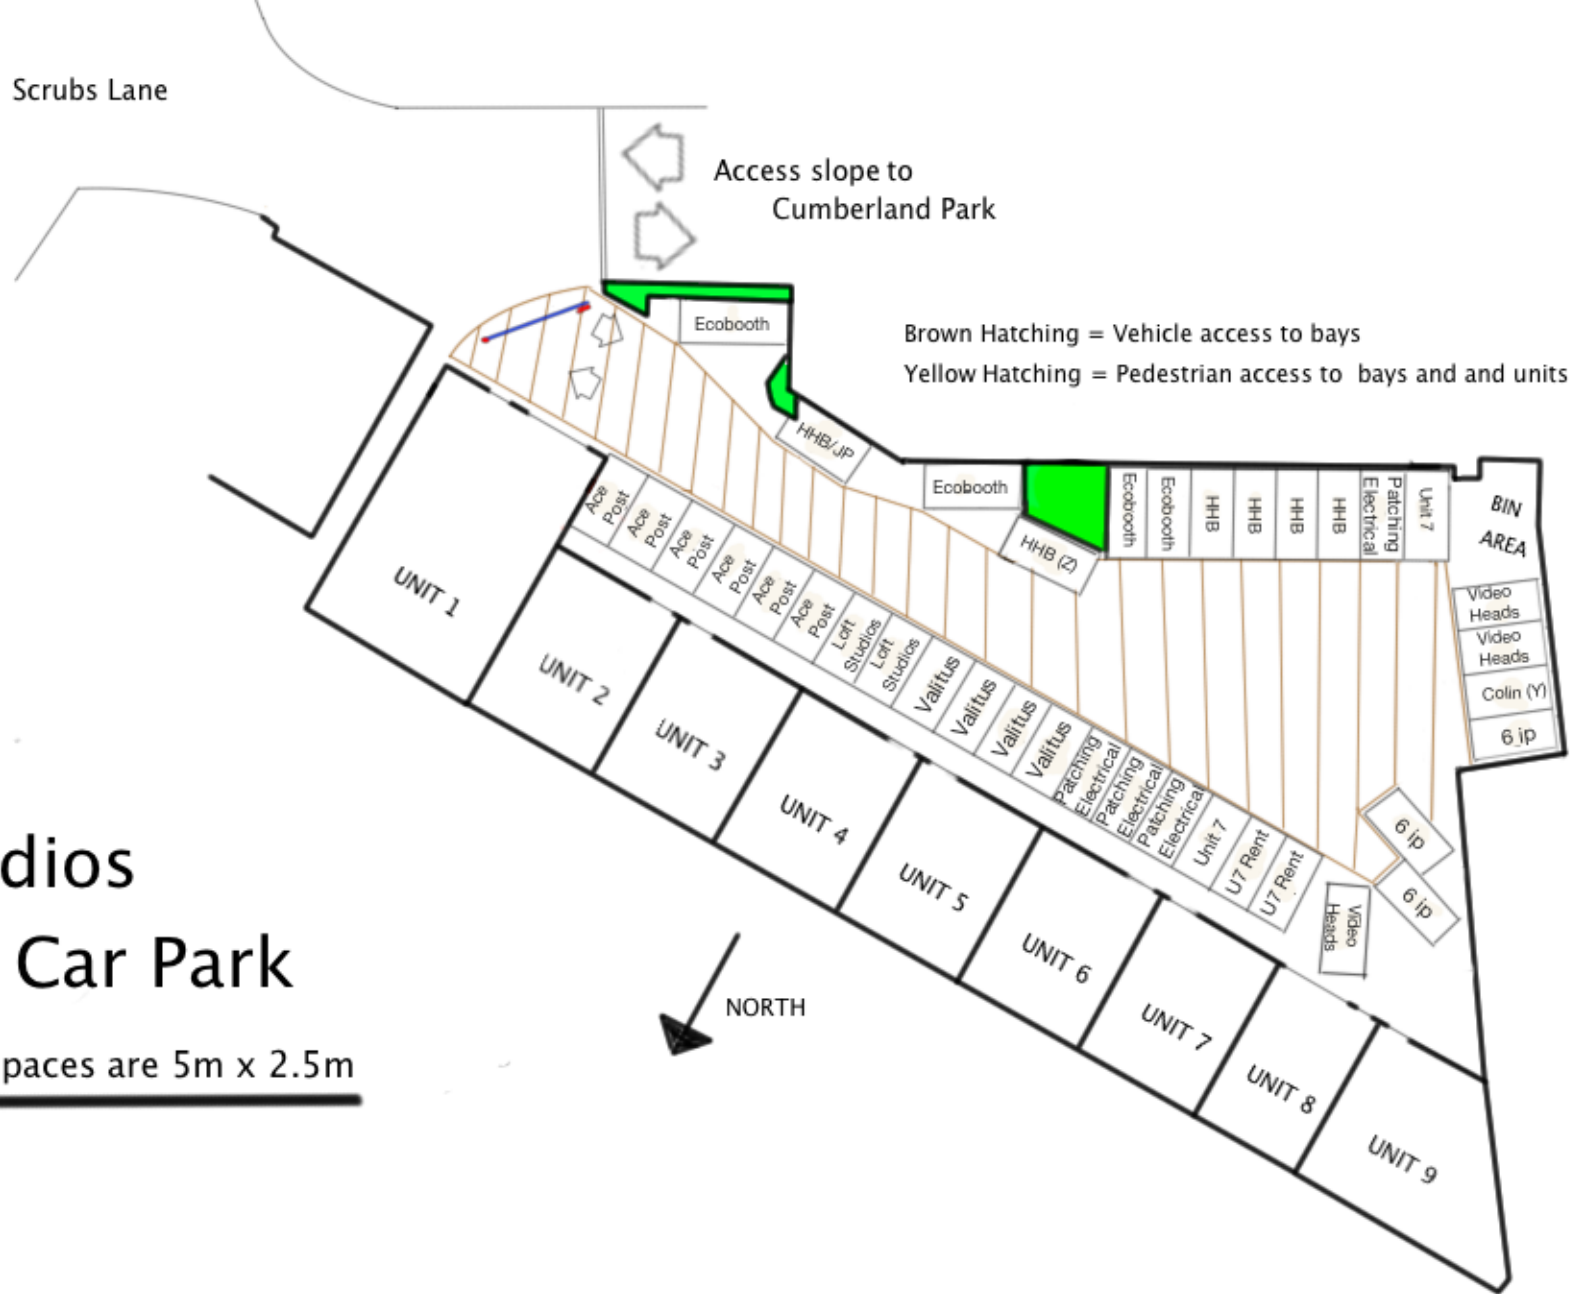 Scrubs Lane
Access slope to
Cumberland Park
Ecobooth
Brown Hatching = Vehicle access to bays
Yellow Hatching = Pedestrian access to bays and and units
HHB/JP
Ecobooth
HHB (Z)
Ecobooth
Ecobooth
HHB
HHB
HHB
HHB
Patching
Electrical
Unit 7
BIN
AREA
Video
Heads
Video
Heads
Colin (Y)
6 ip
6 ip
6 ip
Video
Heads
Ace
Post
Ace
Post
Ace
Post
Ace
Post
Ace
Post
Ace
Post
Loft
Studios
Loft
Studios
Valitus
Valitus
Valitus
Valitus
Patching
Electrical
Patching
Electrical
Patching
Electrical
Unit 7
U7 Rent
U7 Rent
UNIT 1
UNIT 2
UNIT 3
UNIT 4
UNIT 5
UNIT 6
UNIT 7
UNIT 8
UNIT 9
dios
Car Park
paces are 5m x 2.5m
NORTH